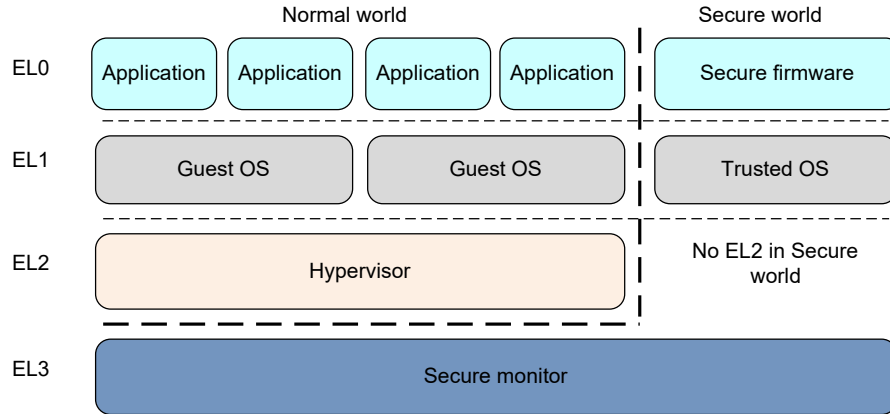 Normal world
Secure world
EL0
Application
Application
Application
Application
Secure firmware
EL1
Guest OS
Guest OS
Trusted OS
EL2
Hypervisor
No EL2 in Secure
world
EL3
Secure monitor